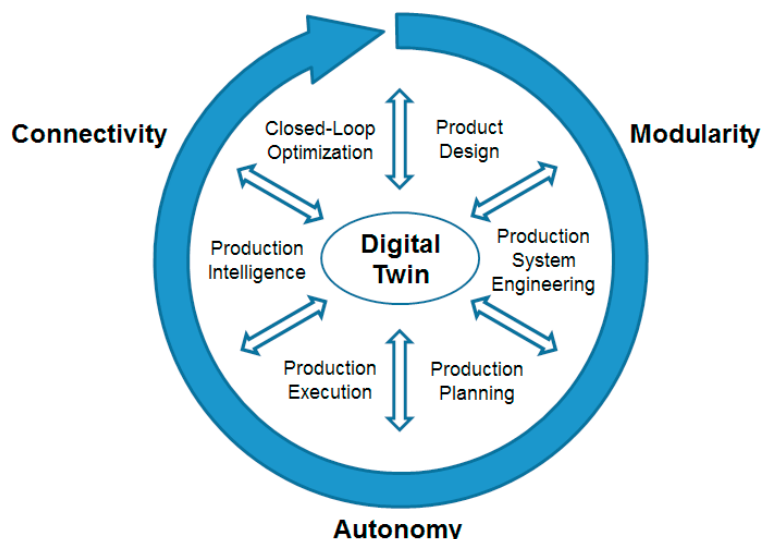 Connectivity
Closed-Loop
Optimization
Product
Design
Modularity
Production
Intelligence
Digital
Twin
Production
System
Engineering
Production
Execution
Production
Planning
Autonomy